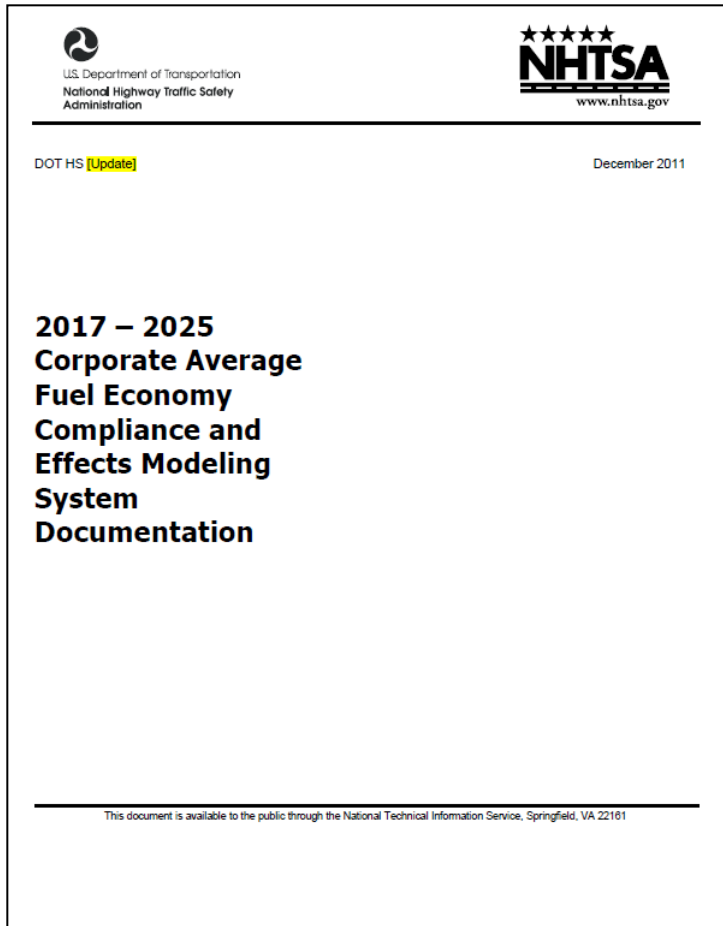 U.S. Department of Transportation
National Highway Traffic Safety
Administration
★★★★★
NHTSA
www.nhtsa.gov
DOT HS [Update]
December 2011
2017 – 2025
Corporate Average
Fuel Economy
Compliance and
Effects Modeling
System
Documentation
This document is available to the public through the National Technical Information Service, Springfield, VA 22161